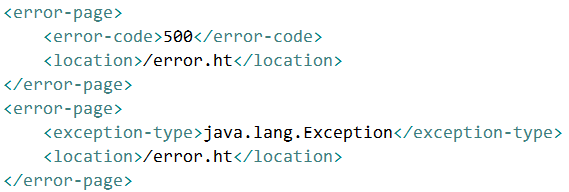 <error-page>
    <error-code>500</error-code>
    <location>/error.ht</location>
</error-page>
<error-page>
    <exception-type>java.lang.Exception</exception-type>
    <location>/error.ht</location>
</error-page>